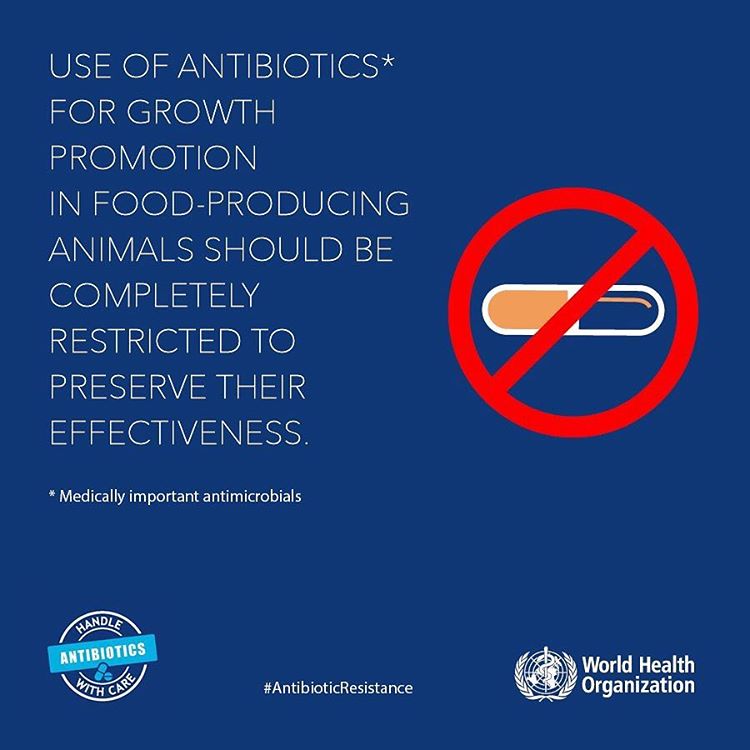 USE OF ANTIBIOTICS*
FOR GROWTH
PROMOTION
IN FOOD-PRODUCING
ANIMALS SHOULD BE
COMPLETELY
RESTRICTED TO
PRESERVE THEIR
EFFECTIVENESS.
* Medically important antimicrobials
HANDLE
ANTIBIOTICS
WITH CARE
#AntibioticResistance
World Health
Organization